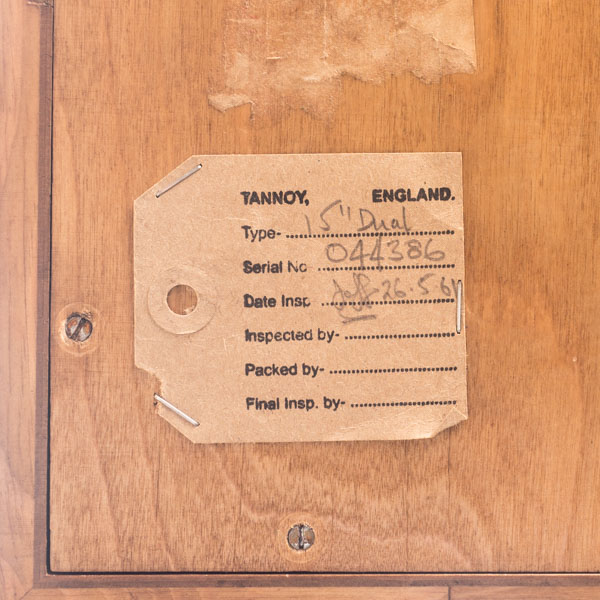 TANNOY, ENGLAND.
Type- 15" Dual
Serial No 044386
Date Insp 26.5.6
Inspected by-
Packed by-
Final Insp. by-